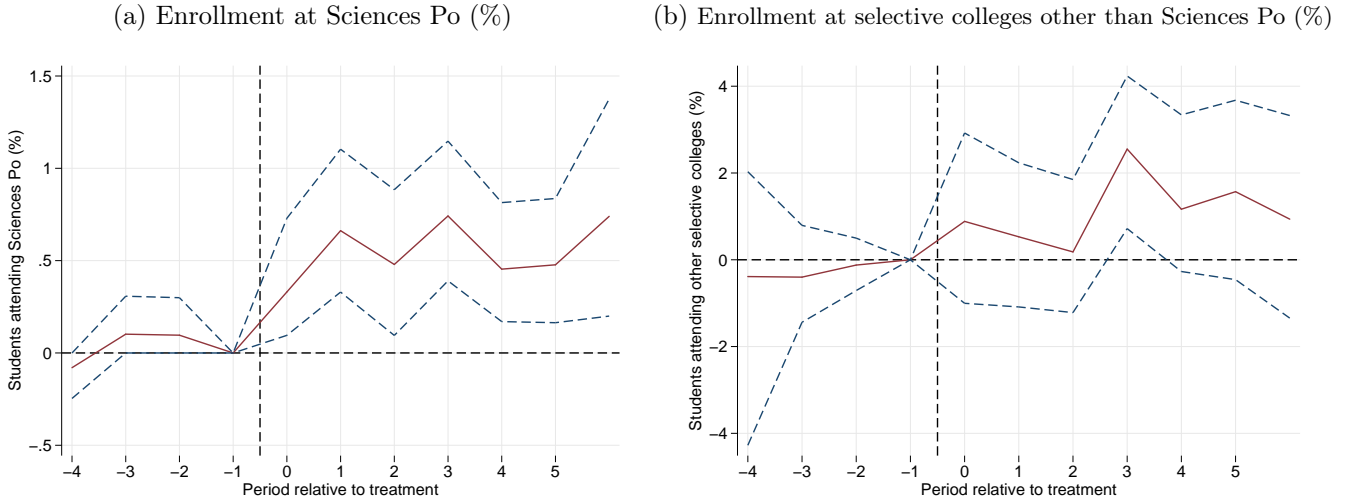 (a) Enrollment at Sciences Po (%)
Students attending Sciences Po (%)
1.5
1
.5
0
−.5
−4 −3 −2 −1 0 1 2 3 4 5
Period relative to treatment
(b) Enrollment at selective colleges other than Sciences Po (%)
Students attending other selective colleges (%)
4
2
0
−2
−4
−4 −3 −2 −1 0 1 2 3 4 5
Period relative to treatment